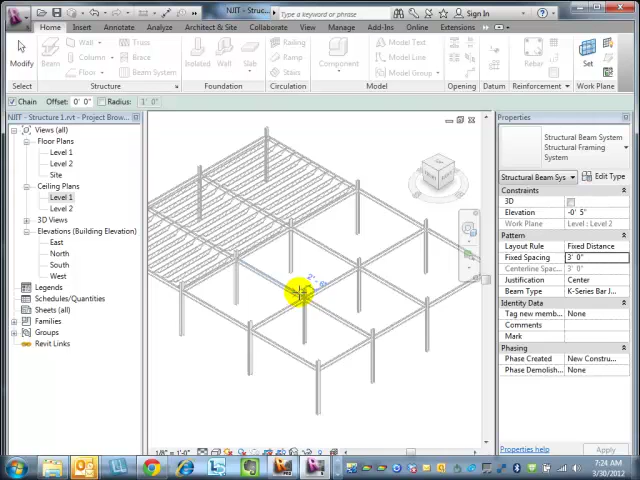 NJIT - Struc...
Type a keyword or phrase
Sign In
Home Insert Annotate Analyze Architect & Site Collaborate View Manage Add-Ins Extensions
Modify
Beam
Wall
Column
Floor
Truss
Brace
Beam System
Isolated
Wall
Slab
Railing
Ramp
Stairs
Component
Model Text
Model Line
Model Group
Rebar
Set
Select Structure Foundation Circulation Model Opening Datum Reinforcement Work Plane
Chain Offset: 0' 0" Radius: 1' 0"
NJIT - Structure 1.rvt - Project Brow...
Views (all)
Floor Plans
Level 1
Level 2
Site
Ceiling Plans
Level 1
Level 2
3D Views
Elevations (Building Elevation)
East
North
South
West
Legends
Schedules/Quantities
Sheets (all)
Families
Groups
Revit Links
1/8" = 1'-0"
Properties
Structural Beam System
Structural Framing
System
Structural Beam Sys Edit Type
Constraints
3D
Elevation -0' 5"
Work Plane Level : Level 2
Pattern
Layout Rule Fixed Distance
Fixed Spacing 3' 0"
Centerline Spac... 3' 0"
Justification Center
Beam Type K-Series Bar J...
Identity Data
Tag new memb... None
Comments
Mark
Phasing
Phase Created New Constru...
Phase Demolish... None
Properties help
Apply
7:24 AM
3/30/2012